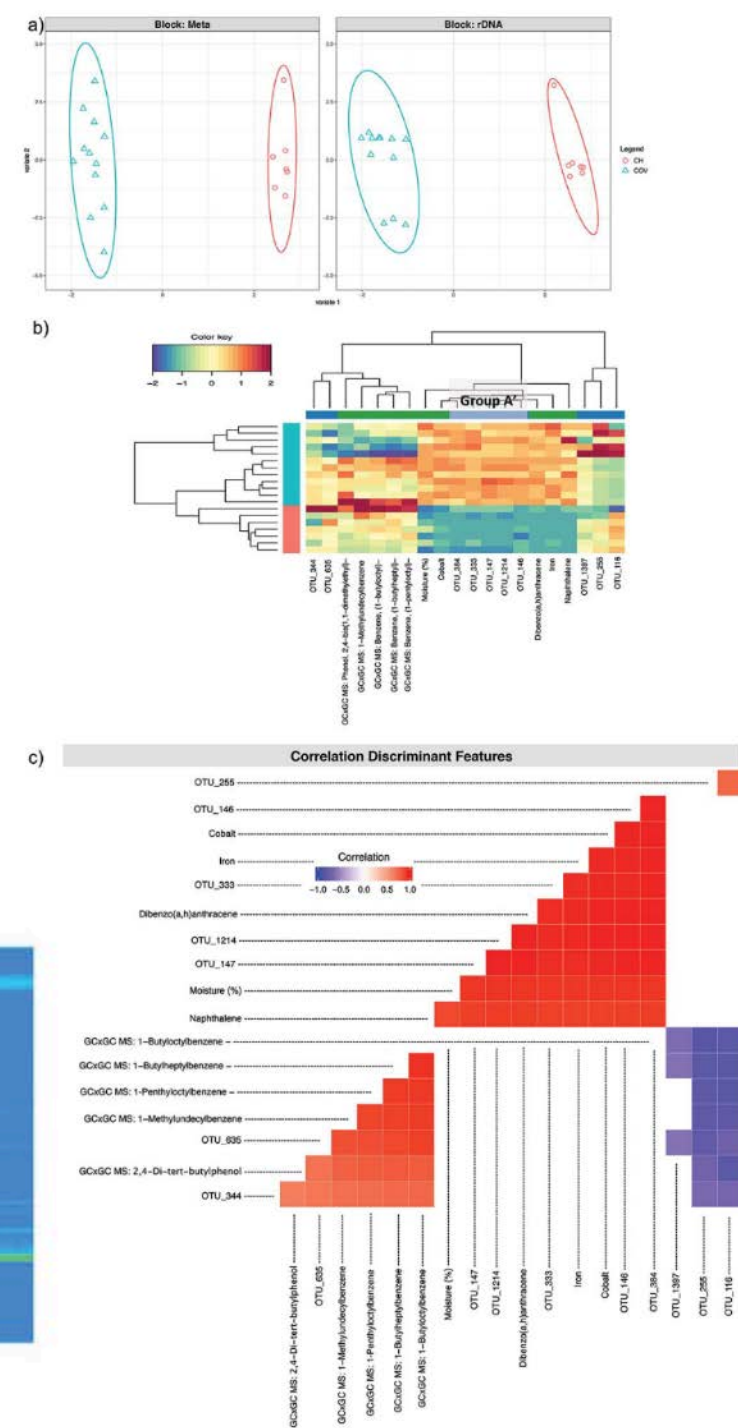 a)
Block: Meta
Block: rDNA
variate 2
variate 1
Legend
CH
COV
b)
Color key
−2 −1 0 1 2
Group A'
OTU_344
OTU_635
GCxGC MS: Phenol, 2,4-bis(1,1-dimethylethyl)-
GCxGC MS: 1-Methylundecylbenzene
GCxGC MS: Benzene, (1-butyloctyl)-
GCxGC MS: Benzene, (1-butylheptyl)-
GCxGC MS: Benzene, (1-pentyloctyl)-
Moisture (%)
Cobalt
OTU_384
OTU_333
OTU_147
OTU_1214
OTU_146
Dibenzo(a,h)anthracene
Iron
Naphthalene
OTU_1397
OTU_255
OTU_116
c)
Correlation Discriminant Features
OTU_255
OTU_146
Cobalt
Iron
Correlation
−1.0 −0.5 0.0 0.5 1.0
OTU_333
Dibenzo(a,h)anthracene
OTU_1214
OTU_147
Moisture (%)
Naphthalene
GCxGC MS: 1−Butyloctylbenzene
GCxGC MS: 1−Butylheptylbenzene
GCxGC MS: 1-Penthyloctylbenzene
GCxGC MS: 1−Methylundecylbenzene
OTU_635
GCxGC MS: 2,4−Di−tert−butylphenol
OTU_344
GCxGC MS: 2,4−Di−tert−butylphenol
OTU_635
GCxGC MS: 1−Methylundecylbenzene
GCxGC MS: 1-Penthyloctylbenzene
GCxGC MS: 1−Butylheptylbenzene
GCxGC MS: 1−Butyloctylbenzene
Moisture (%)
OTU_147
OTU_1214
Dibenzo(a,h)anthracene
OTU_333
Iron
Cobalt
OTU_146
OTU_384
OTU_1397
OTU_255
OTU_116